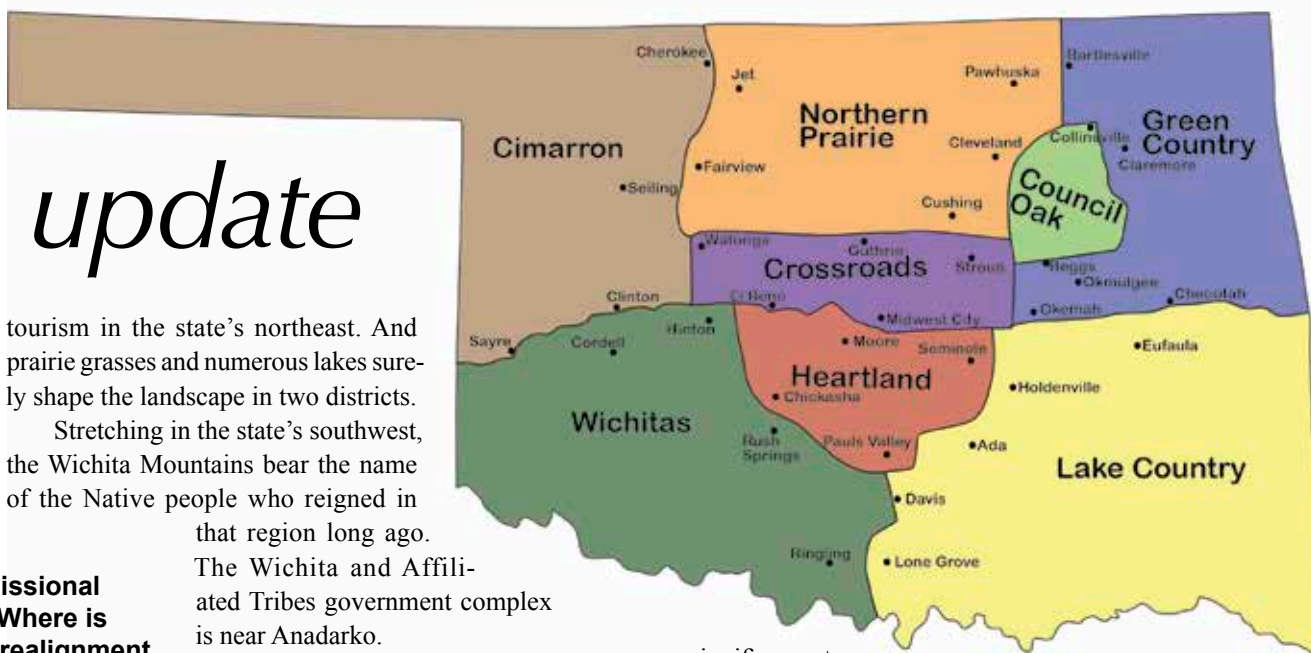 update
tourism in the state's northeast. And
prairie grasses and numerous lakes sure-
ly shape the landscape in two districts.
Stretching in the state's southwest,
the Wichita Mountains bear the name
of the Native people who reigned in
that region long ago.
The Wichita and Affili-
ated Tribes government complex
is near Anadarko.
issional
Where is
realignment
Cherokee
Jet
Pawhuska
Bartlesville
Northern
Prairie
Cimarron
Cleveland
Collinsville
Green
Country
Claremore
Fairview
Seiling
Council
Oak
Cushing
Watonga
Guthrie
Stroud
Crossroads
Beggs
Okmulgee
Checotah
Clinton
El Reno
Okemah
Hinton
Midwest City
Sayre
Cordell
Moore
Seminole
Eufaula
Heartland
Holdenville
Chickasha
Wichitas
Rush
Springs
Pauls Valley
Ada
Lake Country
Davis
Ringling
Lone Grove